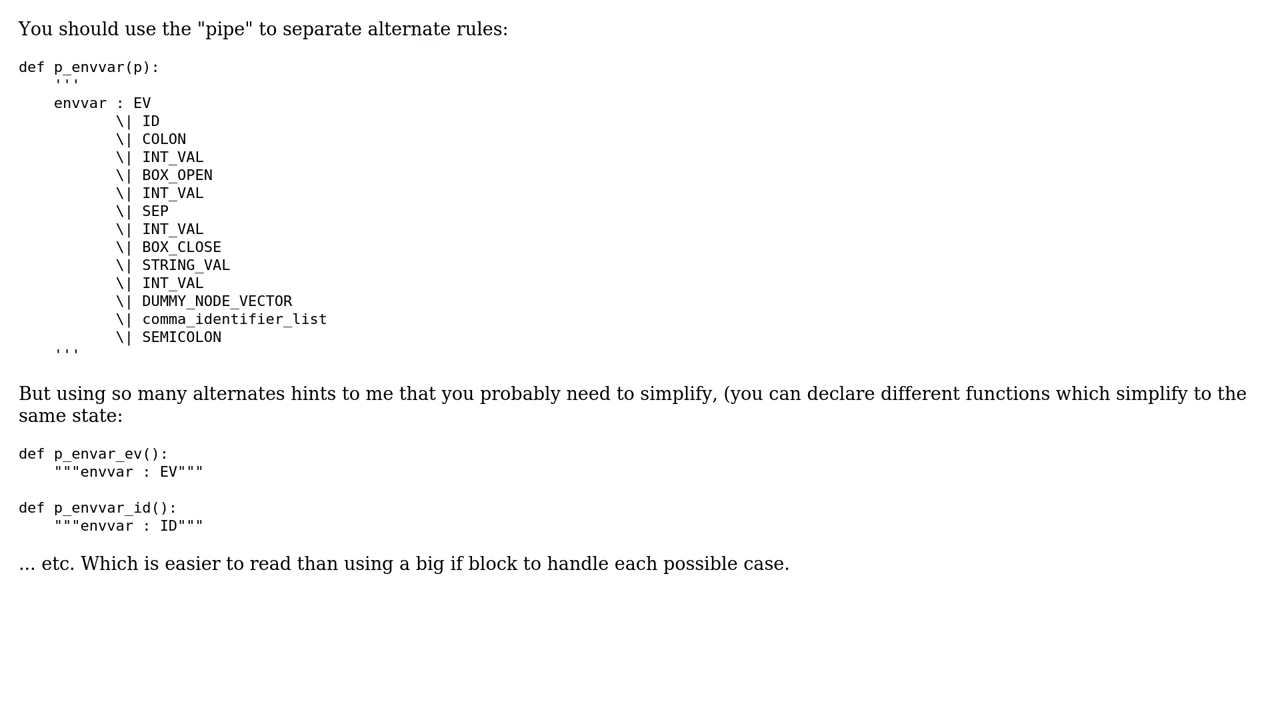 You should use the "pipe" to separate alternate rules:
def p_envvar(p):
    '''
    envvar : EV
           \| ID
           \| COLON
           \| INT_VAL
           \| BOX_OPEN
           \| INT_VAL
           \| SEP
           \| INT_VAL
           \| BOX_CLOSE
           \| STRING_VAL
           \| INT_VAL
           \| DUMMY_NODE_VECTOR
           \| comma_identifier_list
           \| SEMICOLON
    '''
But using so many alternates hints to me that you probably need to simplify, (you can declare different functions which simplify to the
same state:
def p_envar_ev():
    """envvar : EV"""
def p_envvar_id():
    """envvar : ID"""
... etc. Which is easier to read than using a big if block to handle each possible case.